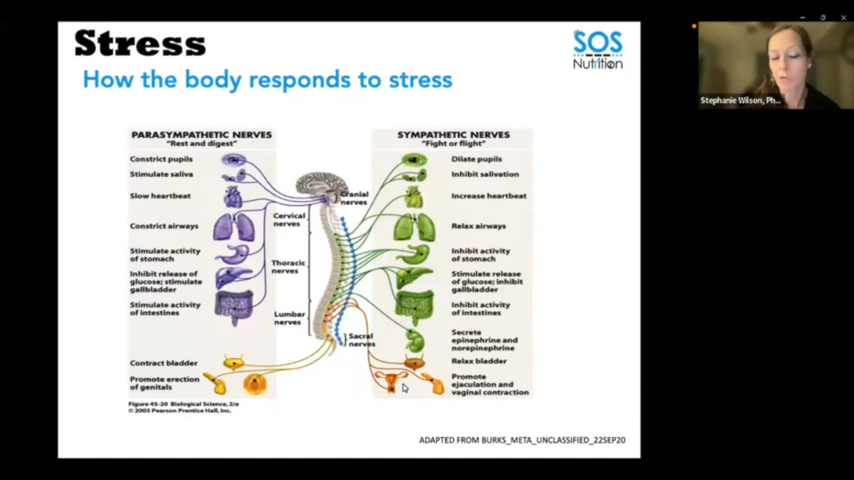 Stress
How the body responds to stress
SOS
Nutrition
Stephanie Wilson, Ph...
PARASYMPATHETIC NERVES
"Rest and digest"
Constrict pupils
Stimulate saliva
Slow heartbeat
Constrict airways
Stimulate activity
of stomach
Inhibit release of
glucose; stimulate
gallbladder
Stimulate activity
of intestines
Contract bladder
Promote erection
of genitals
Cranial
nerves
Cervical
nerves
Thoracic
nerves
Lumbar
nerves
Sacral
nerves
SYMPATHETIC NERVES
"Fight or flight"
Dilate pupils
Inhibit salivation
Increase heartbeat
Relax airways
Inhibit activity
of stomach
Stimulate release
of glucose; inhibit
gallbladder
Inhibit activity
of intestines
Secrete
epinephrine and
norepinephrine
Relax bladder
Promote
ejaculation and
vaginal contraction
Figure 45-20 Biological Science, 2/e
© 2005 Pearson Prentice Hall, Inc.
ADAPTED FROM BURKS_META_UNCLASSIFIED_22SEP20